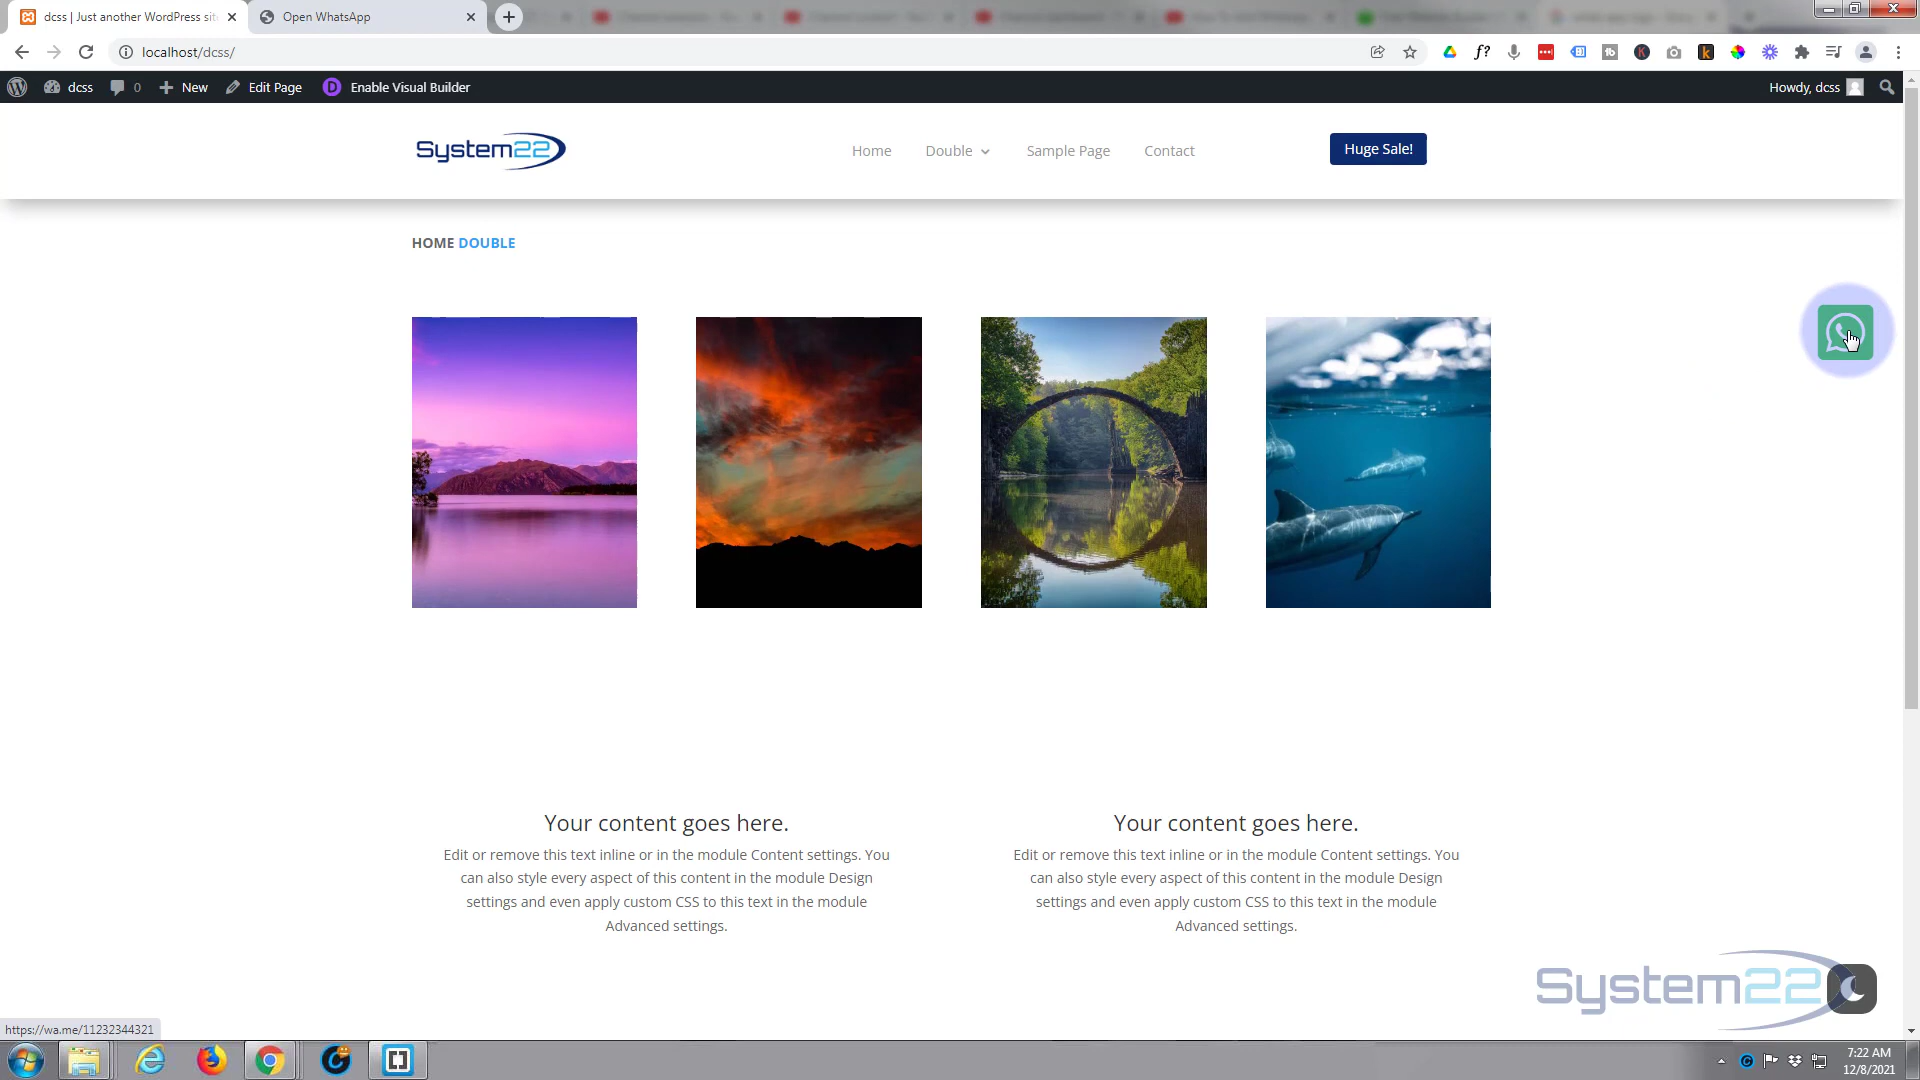 dcss | Just another WordPress sit
Open WhatsApp
localhost/dcss/
dcss
0
New
Edit Page
Enable Visual Builder
Howdy, dcss
System22
Home
Double
Sample Page
Contact
Huge Sale!
HOME DOUBLE
Your content goes here.
Edit or remove this text inline or in the module Content settings. You
can also style every aspect of this content in the module Design
settings and even apply custom CSS to this text in the module
Advanced settings.
Your content goes here.
Edit or remove this text inline or in the module Content settings. You
can also style every aspect of this content in the module Design
settings and even apply custom CSS to this text in the module
Advanced settings.
System22
https://wa.me/11232344321
7:22 AM
12/8/2021